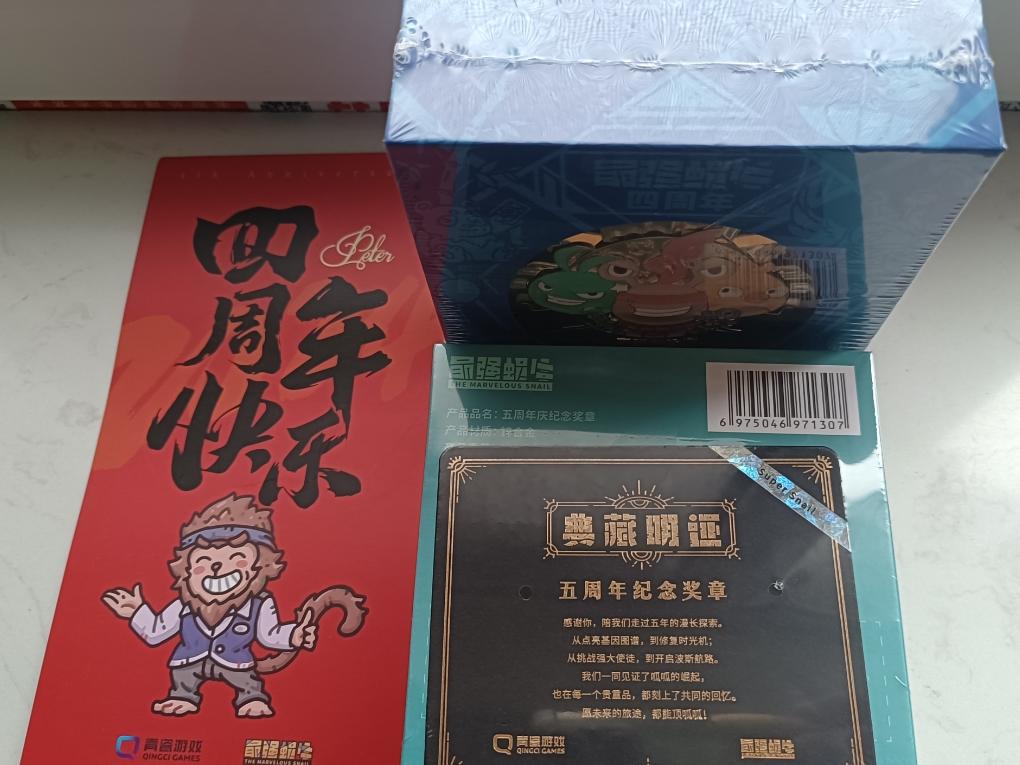 四
周年
快乐
青瓷游戏
QINGCI GAMES
最强蜗牛
THE MARVELOUS SNAIL
最强蜗牛
四周年
最强蜗牛
THE MARVELOUS SNAIL
产品品名：五周年庆纪念奖章
产品材质：锌合金
6 975046 971307
Super Snail
典藏明证
五周年纪念奖章
感谢你，陪我们走过五年的漫长探索。
从点亮基因图谱，到修复时光机；
从挑战强大使徒，到开启波斯航路。
我们一同见证了呱呱的崛起，
也在每一个贵重品，都刻上了共同的回忆。
愿未来的旅途，都能顶呱呱！
青瓷游戏
QINGCI GAMES
最强蜗牛